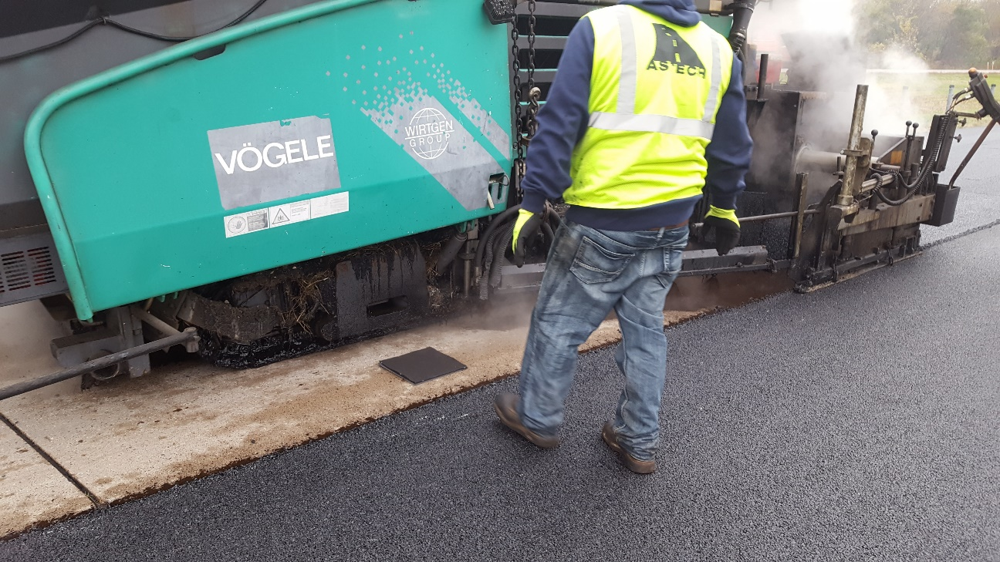 VÖGELE
WIRTGEN
GROUP
ASTECH